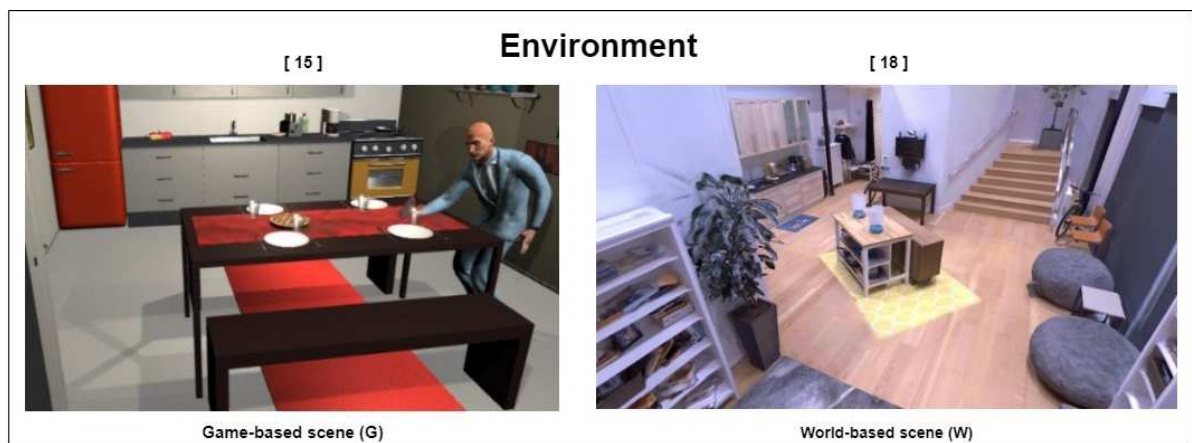 Environment
[ 15 ]
[ 18 ]
Game-based scene (G)
World-based scene (W)